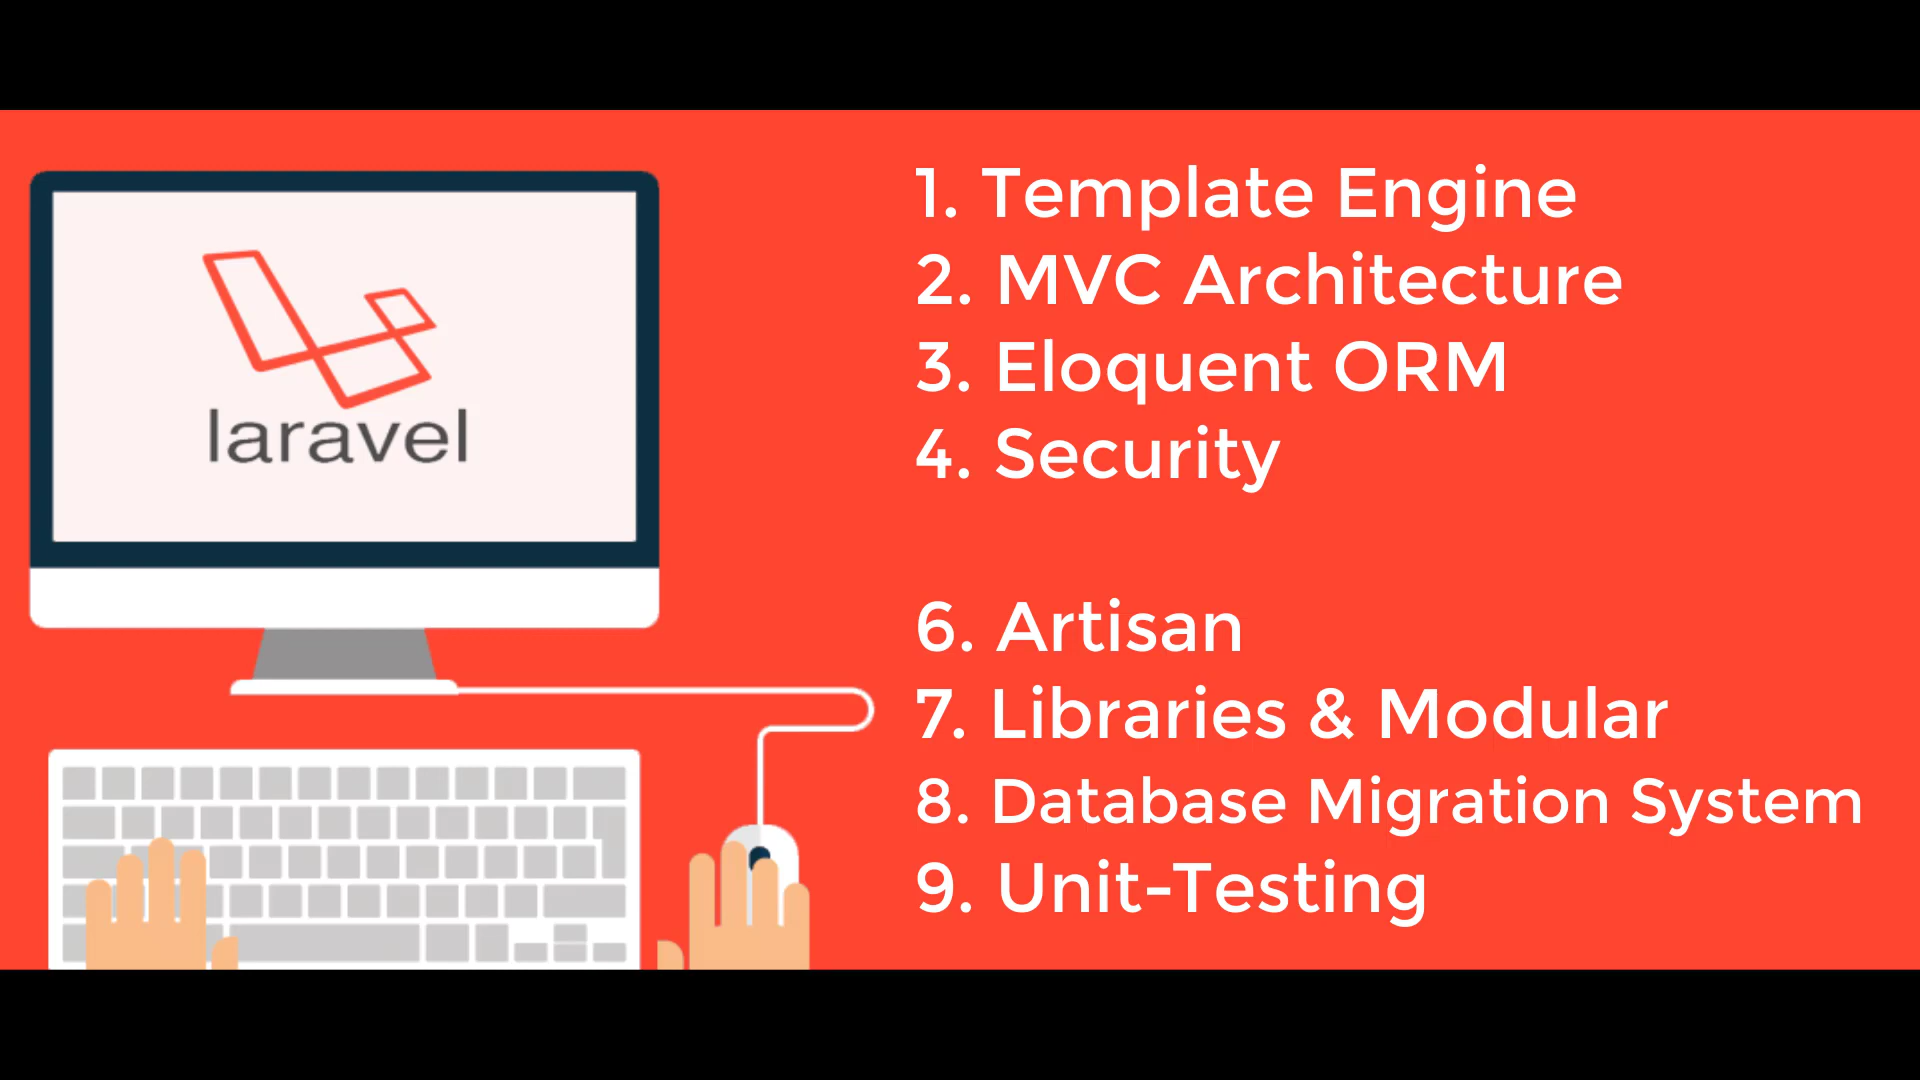 laravel
1. Template Engine
2. MVC Architecture
3. Eloquent ORM
4. Security
6. Artisan
7. Libraries & Modular
8. Database Migration System
9. Unit-Testing